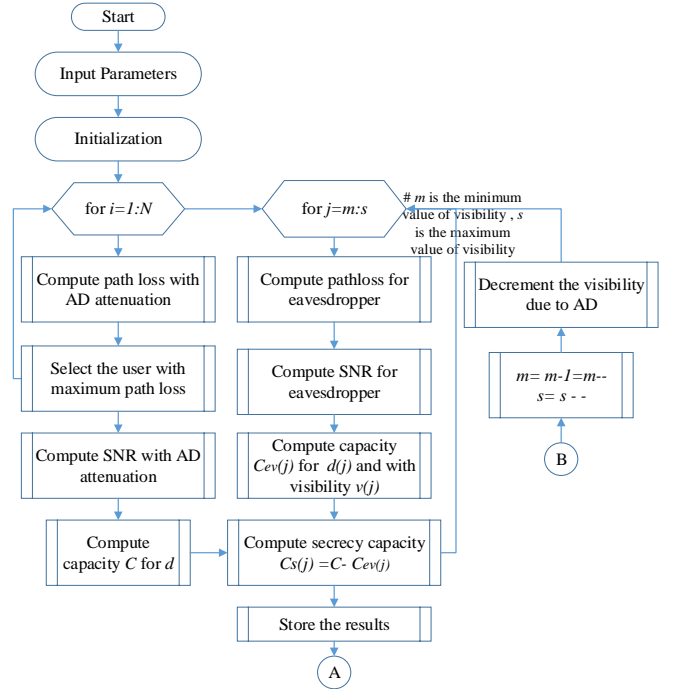 Start
Input Parameters
Initialization
for i=1:N
for j=m:s
# m is the minimum
value of visibility , s
is the maximum
value of visibility
Compute path loss with
AD attenuation
Compute pathloss for
eavesdropper
Decrement the visibility
due to AD
Select the user with
maximum path loss
Compute SNR for
eavesdropper
m= m-1=m--
s= s - -
Compute SNR with AD
attenuation
Compute capacity
Cev(j) for d(j) and with
visibility v(j)
B
Compute
capacity C for d
Compute secrecy capacity
Cs(j) =C- Cev(j)
Store the results
A